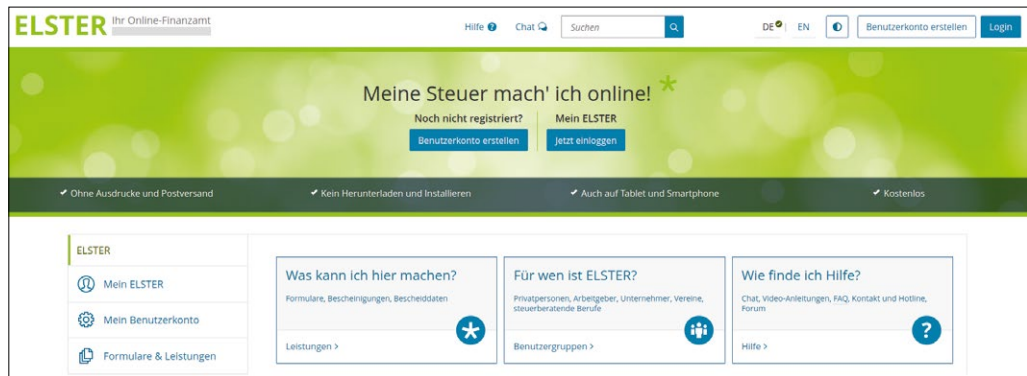 ELSTER Ihr Online-Finanzamt
Hilfe ? Chat Suchen DE | EN Benutzerkonto erstellen Login
Meine Steuer mach' ich online!
Noch nicht registriert? Mein ELSTER
Benutzerkonto erstellen Jetzt einloggen
✔ Ohne Ausdrucke und Postversand ✔ Kein Herunterladen und Installieren ✔ Auch auf Tablet und Smartphone ✔ Kostenlos
ELSTER
Mein ELSTER
Mein Benutzerkonto
Formulare & Leistungen
Was kann ich hier machen?
Formulare, Bescheinigungen, Bescheiddaten
Leistungen >
Für wen ist ELSTER?
Privatpersonen, Arbeitgeber, Unternehmer, Vereine,
steuerberatende Berufe
Benutzergruppen >
Wie finde ich Hilfe?
Chat, Video-Anleitungen, FAQ, Kontakt und Hotline,
Forum
?
Hilfe >